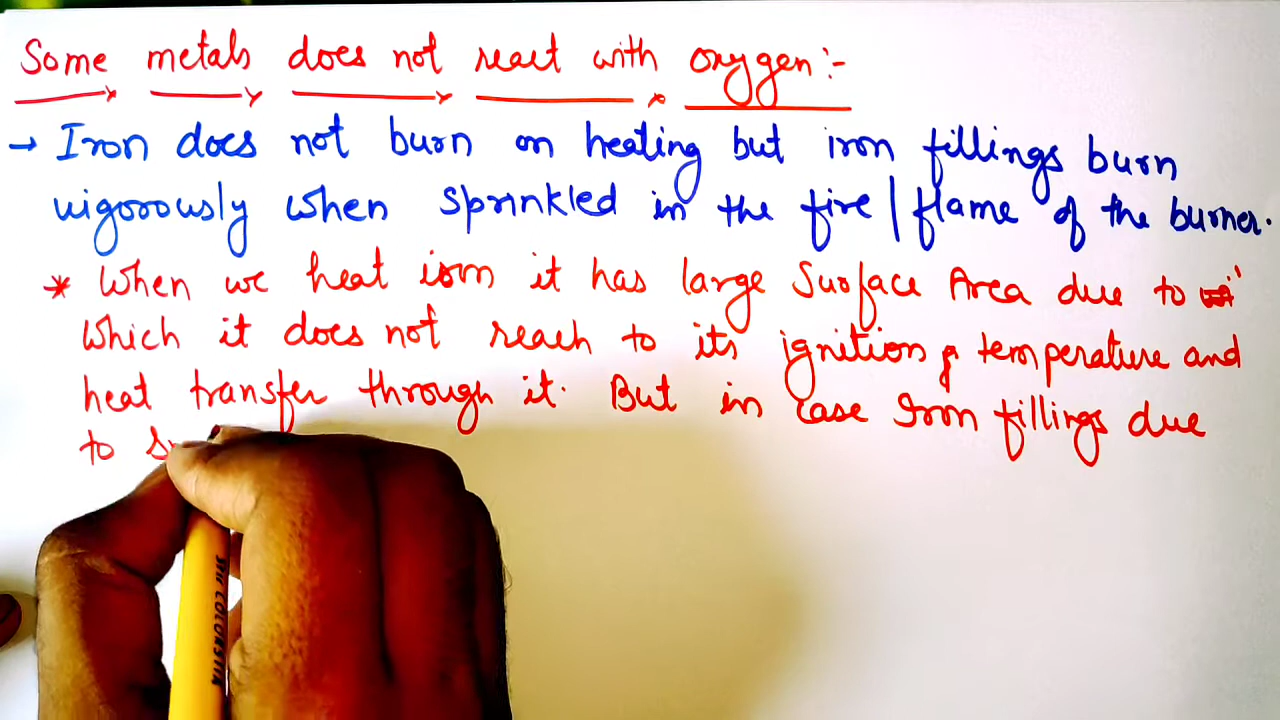 Some metals does not react with oxygen:-
→ Iron does not burn on heating but iron fillings burn
vigorously when sprinkled in the fire/flame of the burner.
* When we heat iron it has large Surface Area due to
which it does not reach to its ignition temperature and
heat transfer through it. But in case Iron fillings due
to